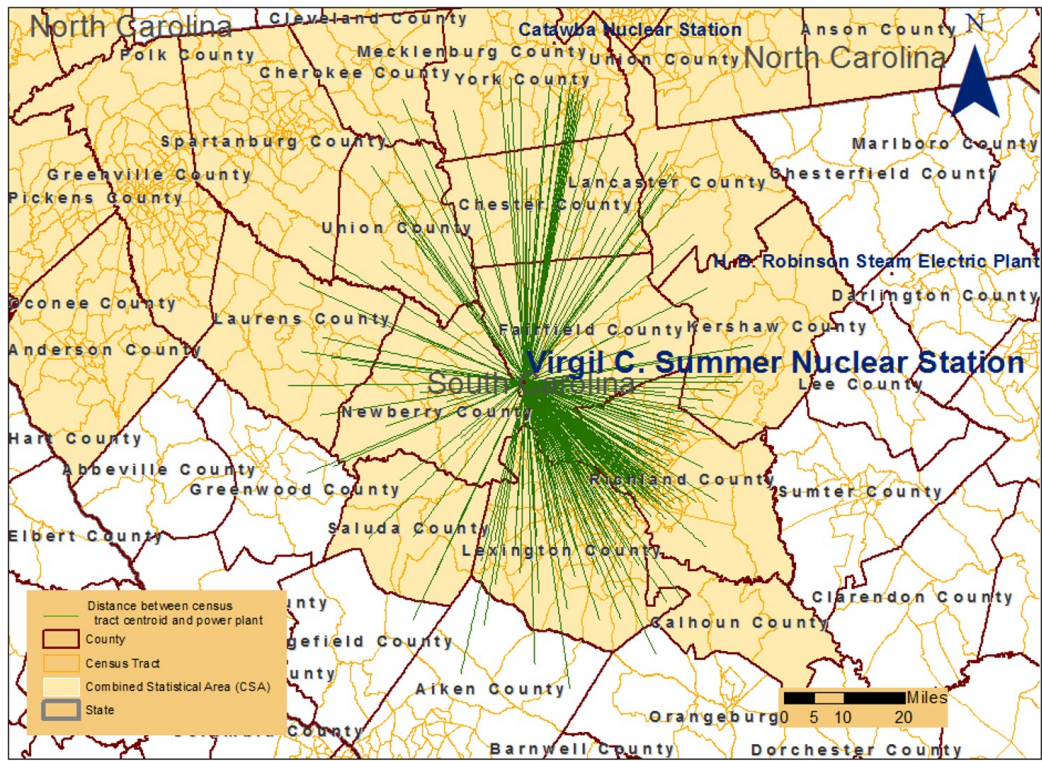 North Carolina
Cleveland County
Catawba Nuclear Station
Anson County
N
Polk County
Mecklenburg County
Union County
North Carolina
Cherokee County
York County
Spartanburg County
Marlboro County
Greenville County
Chesterfield County
Lancaster County
Pickens County
Chester County
Union County
H. B. Robinson Steam Electric Plant
Oconee County
Darlington County
Laurens County
Fairfield County
Kershaw County
Anderson County
Virgil C. Summer Nuclear Station
South Carolina
Lee County
Newberry County
Hart County
Abbeville County
Richland County
Greenwood County
Sumter County
Saluda County
Elbert County
Lexington County
Clarendon County
Calhoun County
Distance between census
tract centroid and power plant
County
Census Tract
Combined Statistical Area (CSA)
State
unty
gefield County
unty
Aiken County
Miles
0 5 10 20
Orangeburg
County
Barnwell County
Dorchester County